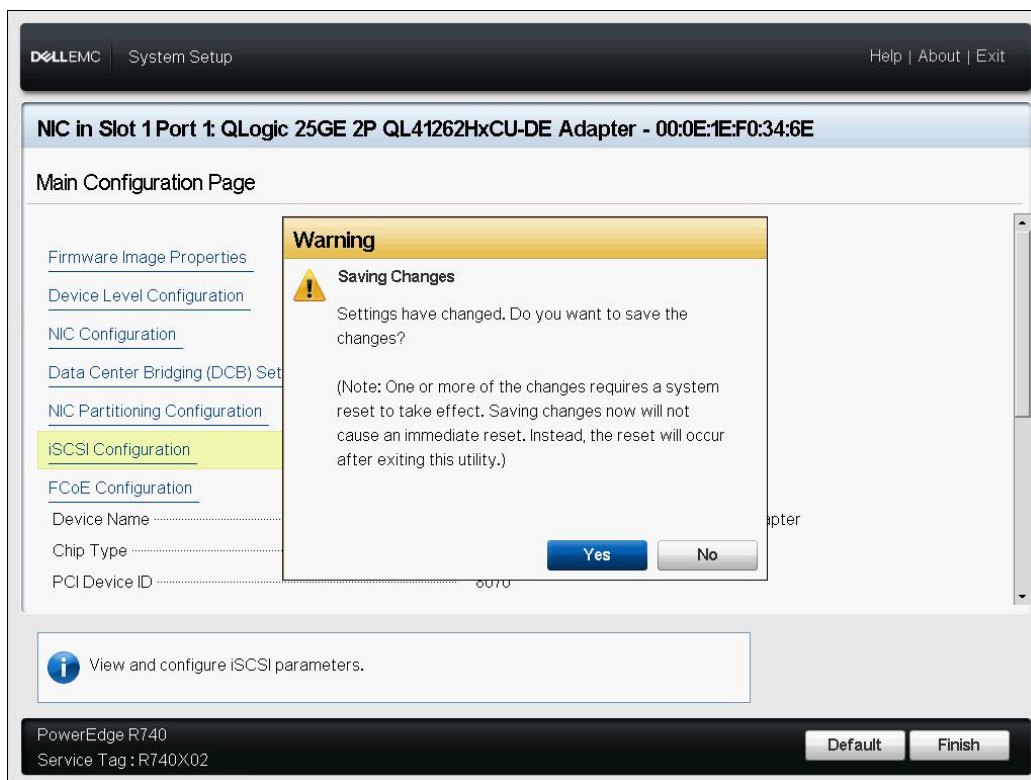 DELLEMC System Setup
Help | About | Exit
NIC in Slot 1 Port 1: QLogic 25GE 2P QL41262HxCU-DE Adapter - 00:0E:1E:F0:34:6E
Main Configuration Page
Firmware Image Properties
Device Level Configuration
NIC Configuration
Data Center Bridging (DCB) Set
NIC Partitioning Configuration
iSCSI Configuration
FCoE Configuration
Device Name
Chip Type
PCI Device ID
8070
Warning
Saving Changes
Settings have changed. Do you want to save the
changes?
(Note: One or more of the changes requires a system
reset to take effect. Saving changes now will not
cause an immediate reset. Instead, the reset will occur
after exiting this utility.)
Yes No
View and configure iSCSI parameters.
PowerEdge R740
Service Tag : R740X02
Default Finish